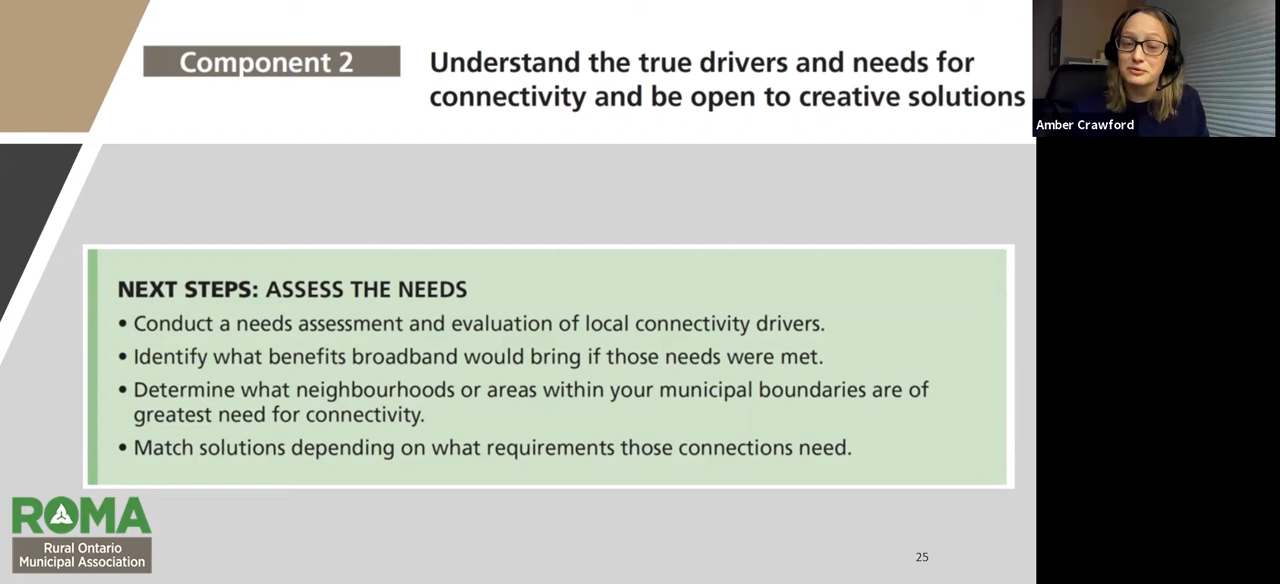 Component 2
Understand the true drivers and needs for
connectivity and be open to creative solutions
Amber Crawford
NEXT STEPS: ASSESS THE NEEDS
• Conduct a needs assessment and evaluation of local connectivity drivers.
• Identify what benefits broadband would bring if those needs were met.
• Determine what neighbourhoods or areas within your municipal boundaries are of
greatest need for connectivity.
• Match solutions depending on what requirements those connections need.
ROMA
Rural Ontario
Municipal Association
25